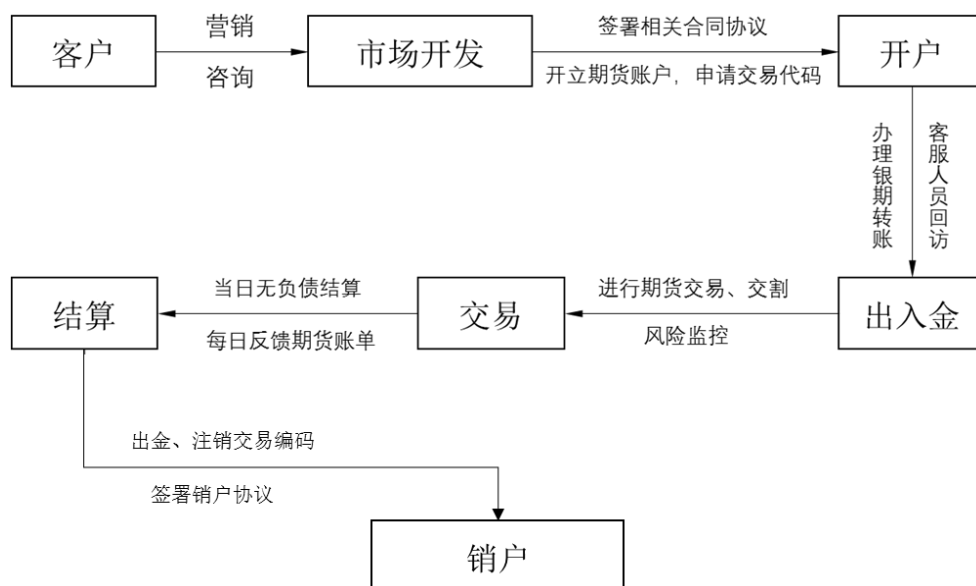 客户
营销
咨询
市场开发
签署相关合同协议
开立期货账户，申请交易代码
开户
办理银期转账
客服人员回访
出入金
进行期货交易、交割
风险监控
交易
当日无负债结算
每日反馈期货账单
结算
出金、注销交易编码
签署销户协议
销户